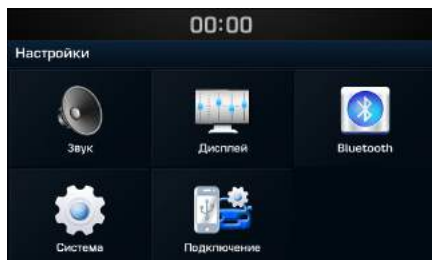 00:00
Настройки
Звук
Дисплей
Bluetooth
Система
Подключение